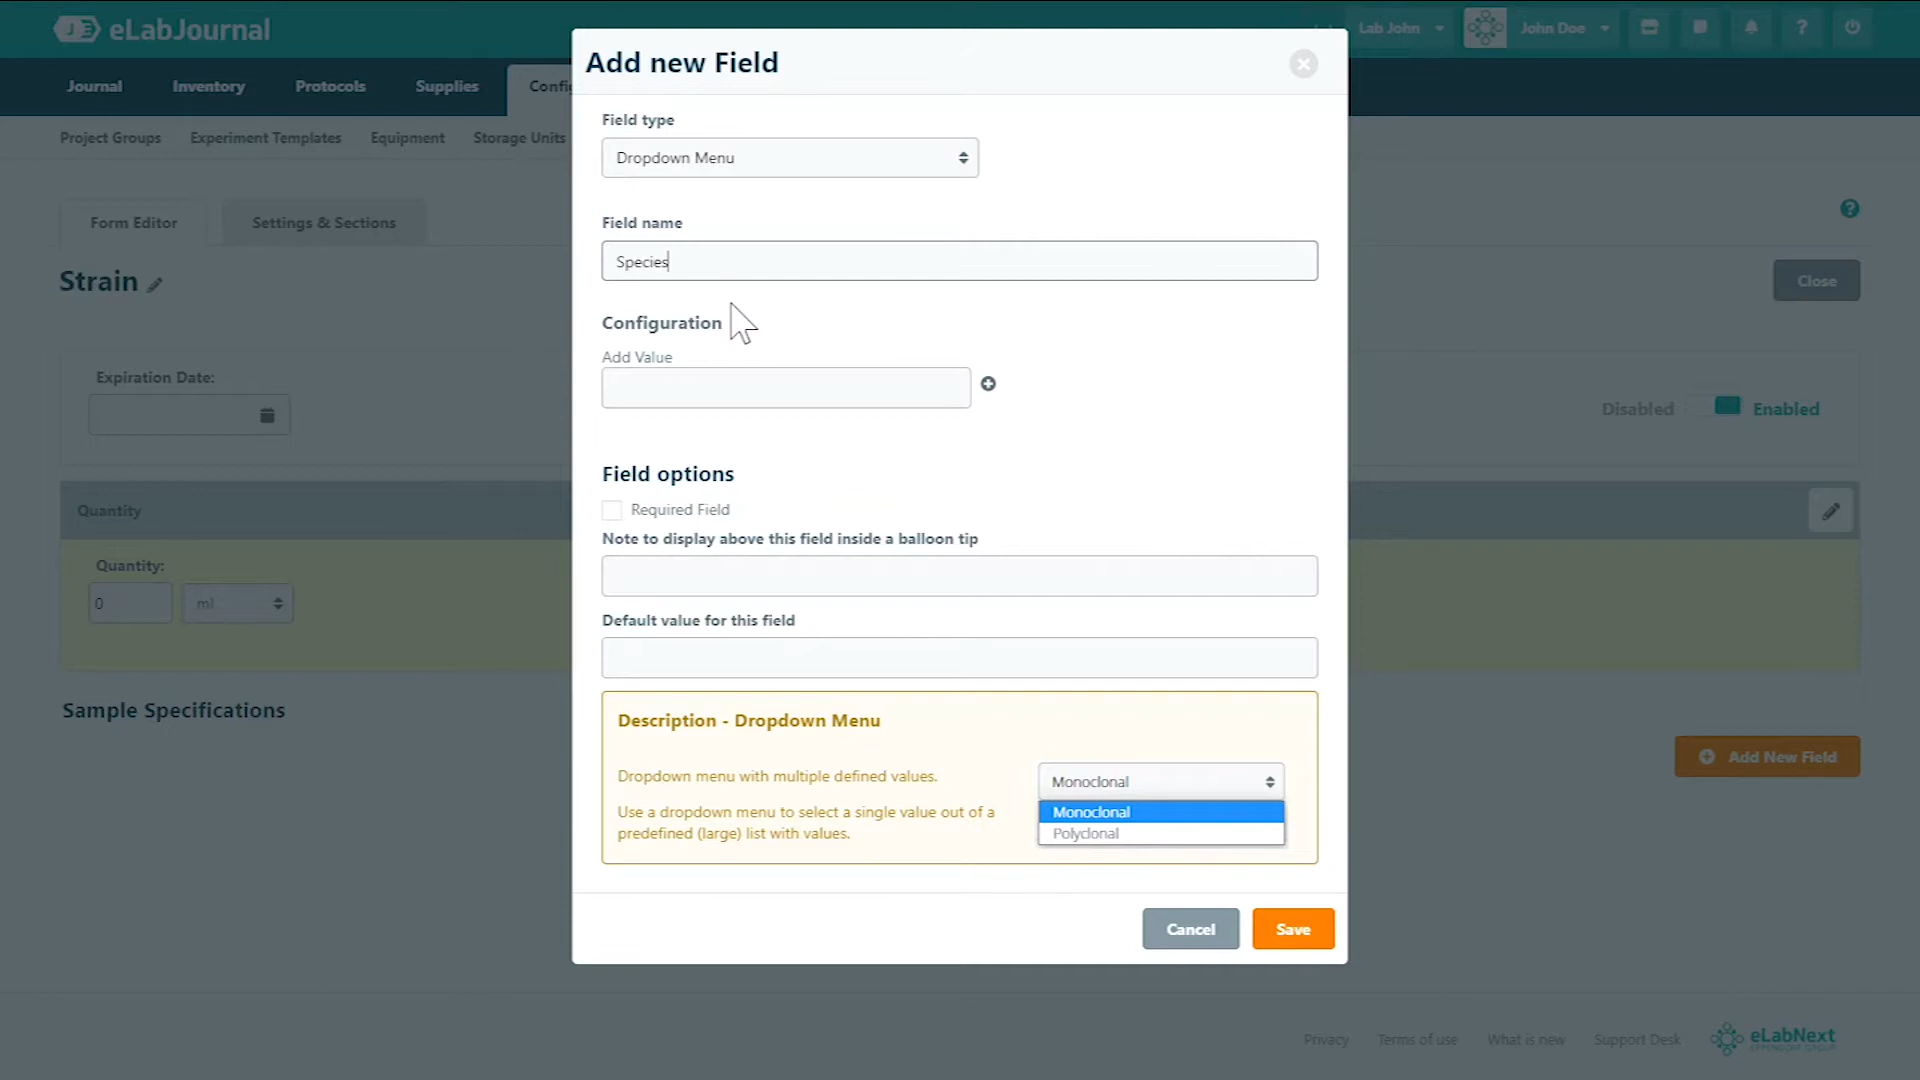 eLabJournal
Lab John
John Doe
Journal
Inventory
Protocols
Supplies
Project Groups
Experiment Templates
Equipment
Storage Units
Form Editor
Settings & Sections
Strain
Close
Expiration Date:
Disabled
Enabled
Quantity
Quantity:
0
ml
Sample Specifications
Add New Field
Add new Field
Field type
Dropdown Menu
Field name
Species
Configuration
Add Value
Field options
Required Field
Note to display above this field inside a balloon tip
Default value for this field
Description - Dropdown Menu
Dropdown menu with multiple defined values.
Use a dropdown menu to select a single value out of a
predefined (large) list with values.
Monoclonal
Monoclonal
Polyclonal
Cancel
Save
Privacy
Terms of use
What is new
Support Desk
eLabNext